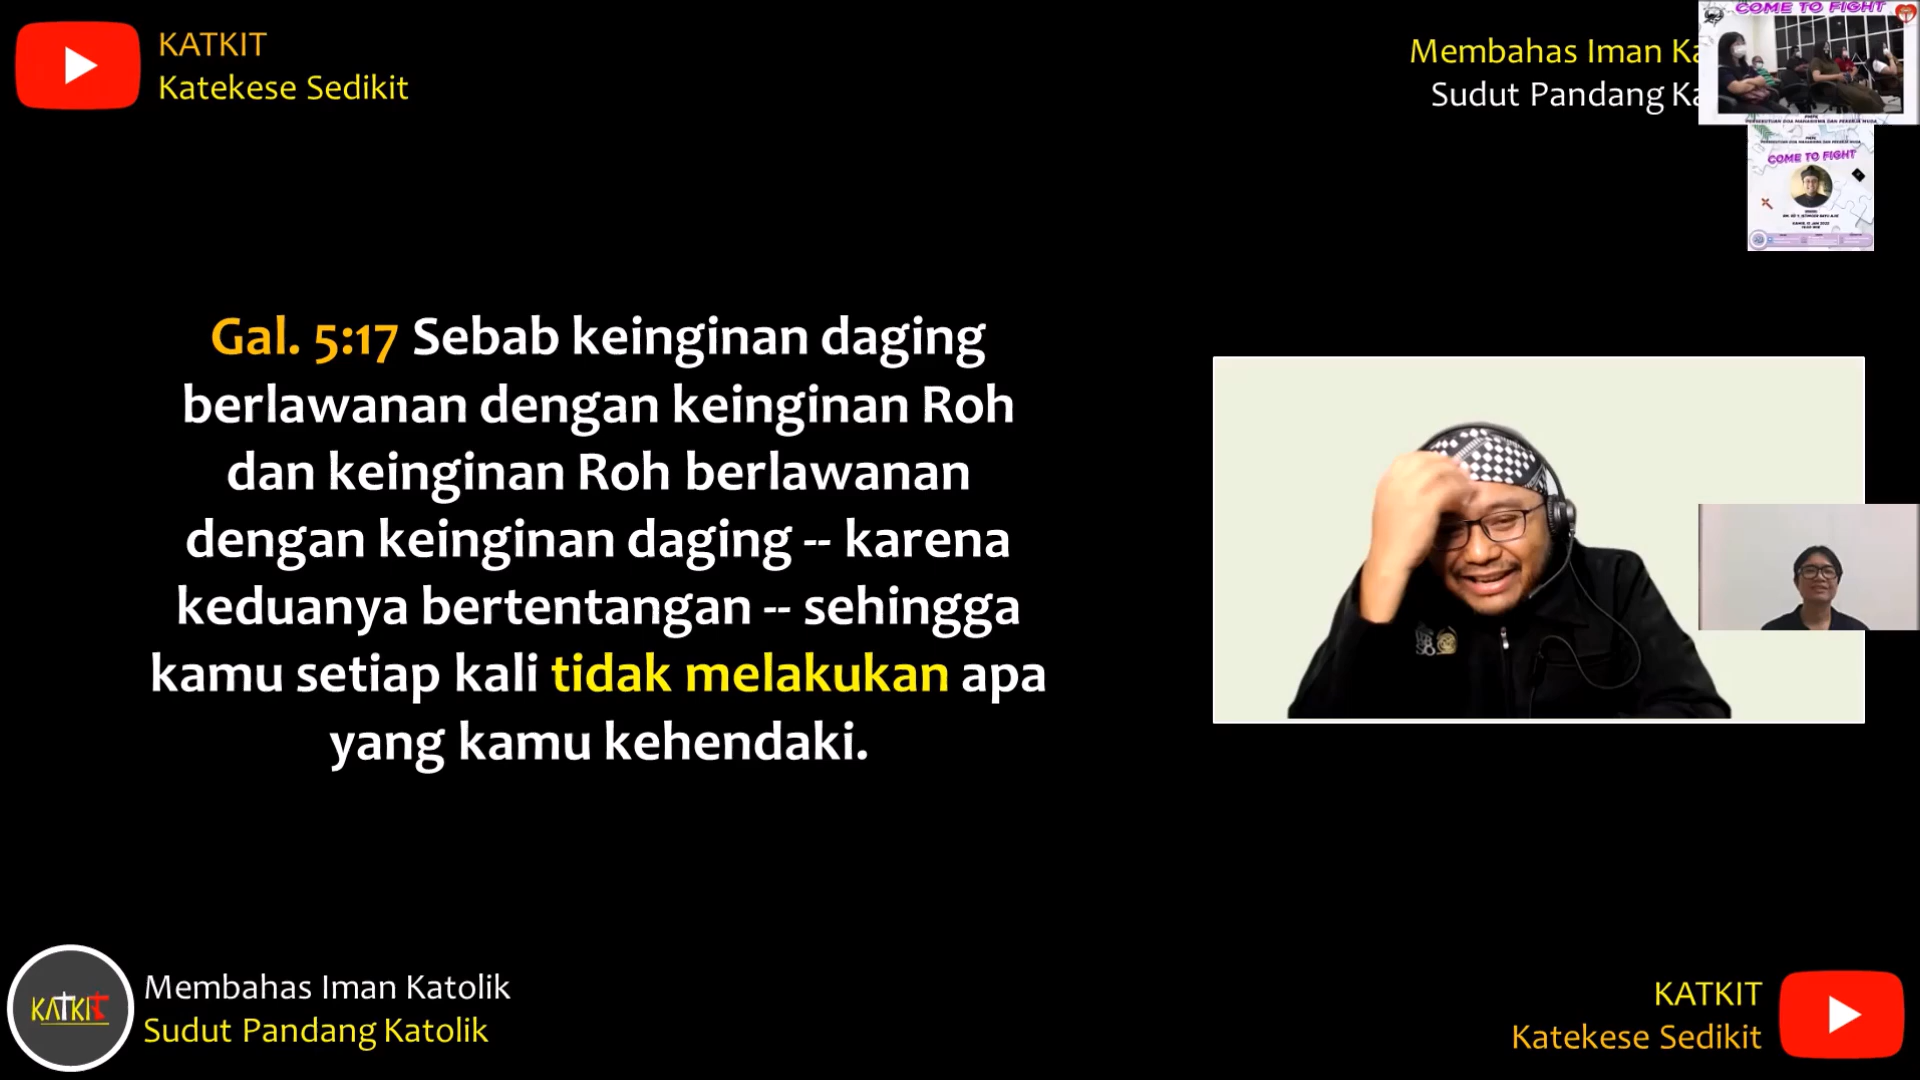 KATKIT
Katekese Sedikit
Membahas Iman Ka
Sudut Pandang Ka
COME TO FIGHT
COME TO FIGHT
Gal. 5:17 Sebab keinginan daging
berlawanan dengan keinginan Roh
dan keinginan Roh berlawanan
dengan keinginan daging -- karena
keduanya bertentangan -- sehingga
kamu setiap kali tidak melakukan apa
yang kamu kehendaki.
KATKIT
Membahas Iman Katolik
Sudut Pandang Katolik
KATKIT
Katekese Sedikit